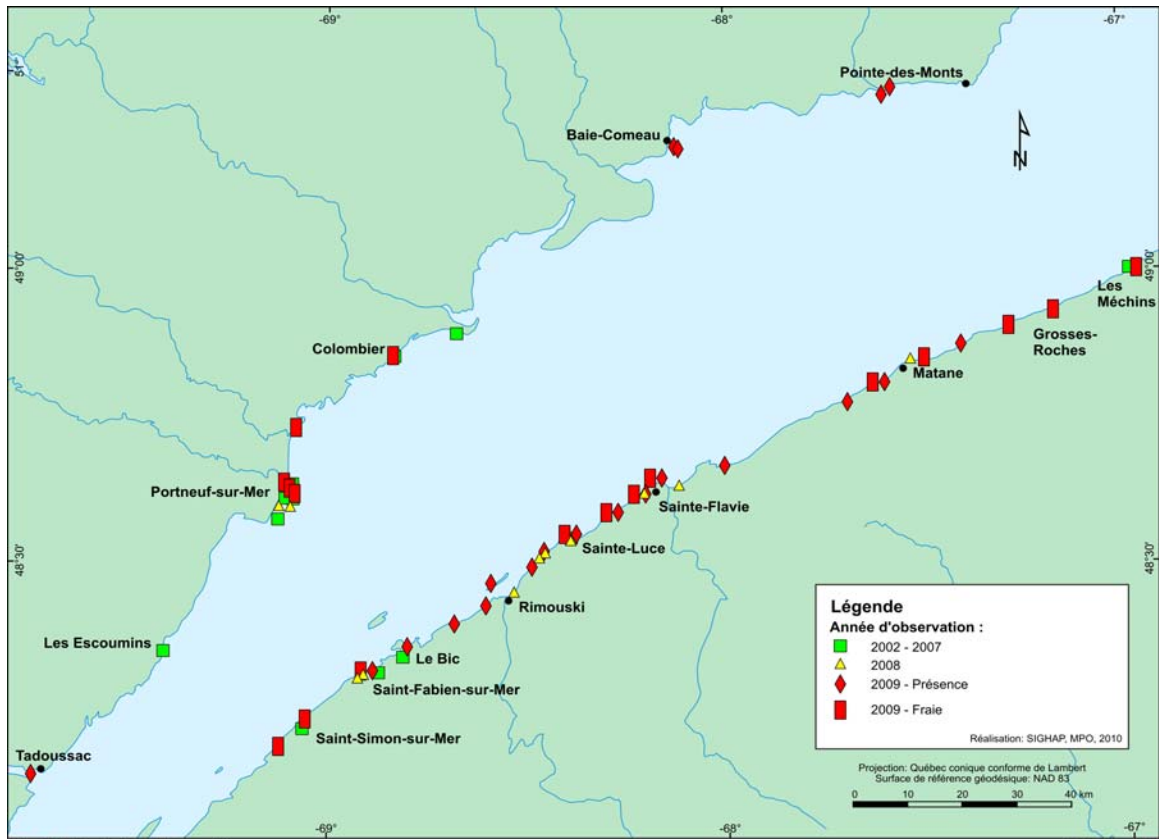 -69°
-68°
-67°
Pointe-des-Monts
Baie-Comeau
N
49°00'
49°00'
Les
Méchins
Grosses-
Roches
Colombier
Matane
Portneuf-sur-Mer
Sainte-Flavie
Sainte-Luce
48°30'
48°30'
Rimouski
Les Escoumins
Le Bic
Saint-Fabien-sur-Mer
Saint-Simon-sur-Mer
Tadoussac
Légende
Année d'observation :
2002 - 2007
2008
2009 - Présence
2009 - Fraie
Réalisation: SIGHAP, MPO, 2010
Projection: Québec conique conforme de Lambert
Surface de référence géodésique: NAD 83
0 10 20 30 40 km
-69°
-68°
-67°